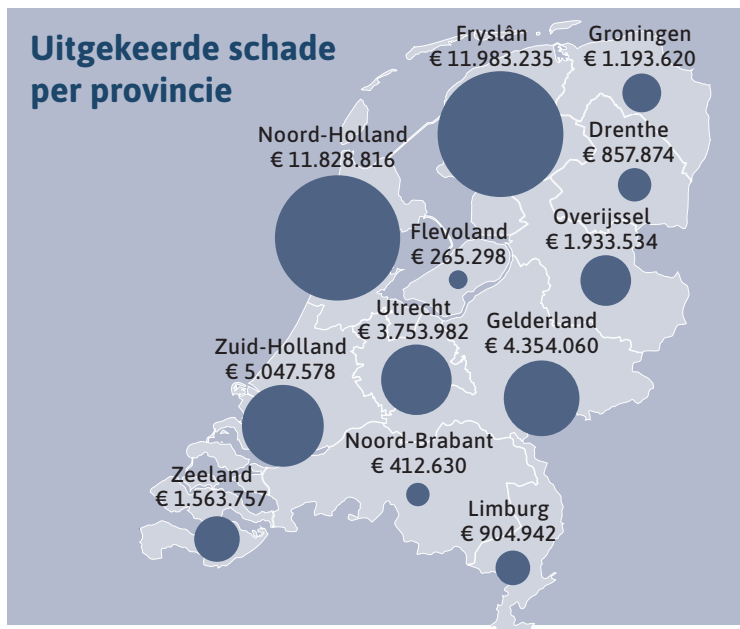 Uitgekeerde schade
per provincie
Fryslân
€ 11.983.235
Groningen
€ 1.193.620
Noord-Holland
€ 11.828.816
Drenthe
€ 857.874
Flevoland
€ 265.298
Overijssel
€ 1.933.534
Utrecht
€ 3.753.982
Gelderland
€ 4.354.060
Zuid-Holland
€ 5.047.578
Noord-Brabant
€ 412.630
Zeeland
€ 1.563.757
Limburg
€ 904.942